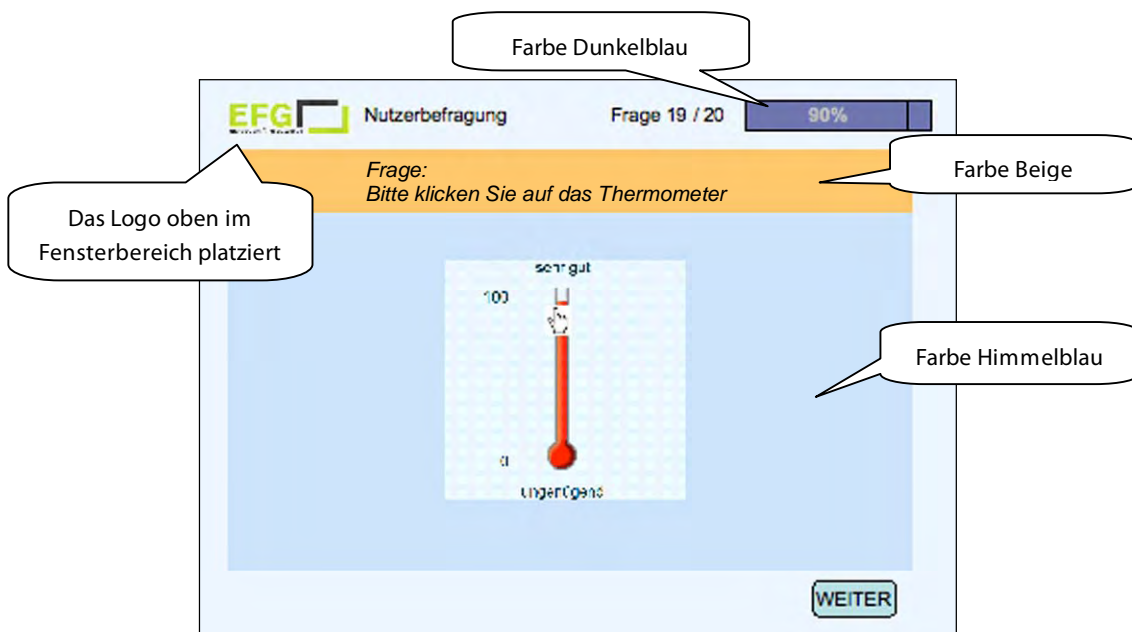 Farbe Dunkelblau
EFG
Nutzerbefragung
Frage 19 / 20
90%
Frage:
Bitte klicken Sie auf das Thermometer
Farbe Beige
Das Logo oben im
Fensterbereich platziert
sehr gut
100
Farbe Himmelblau
0
ungenügend
WEITER